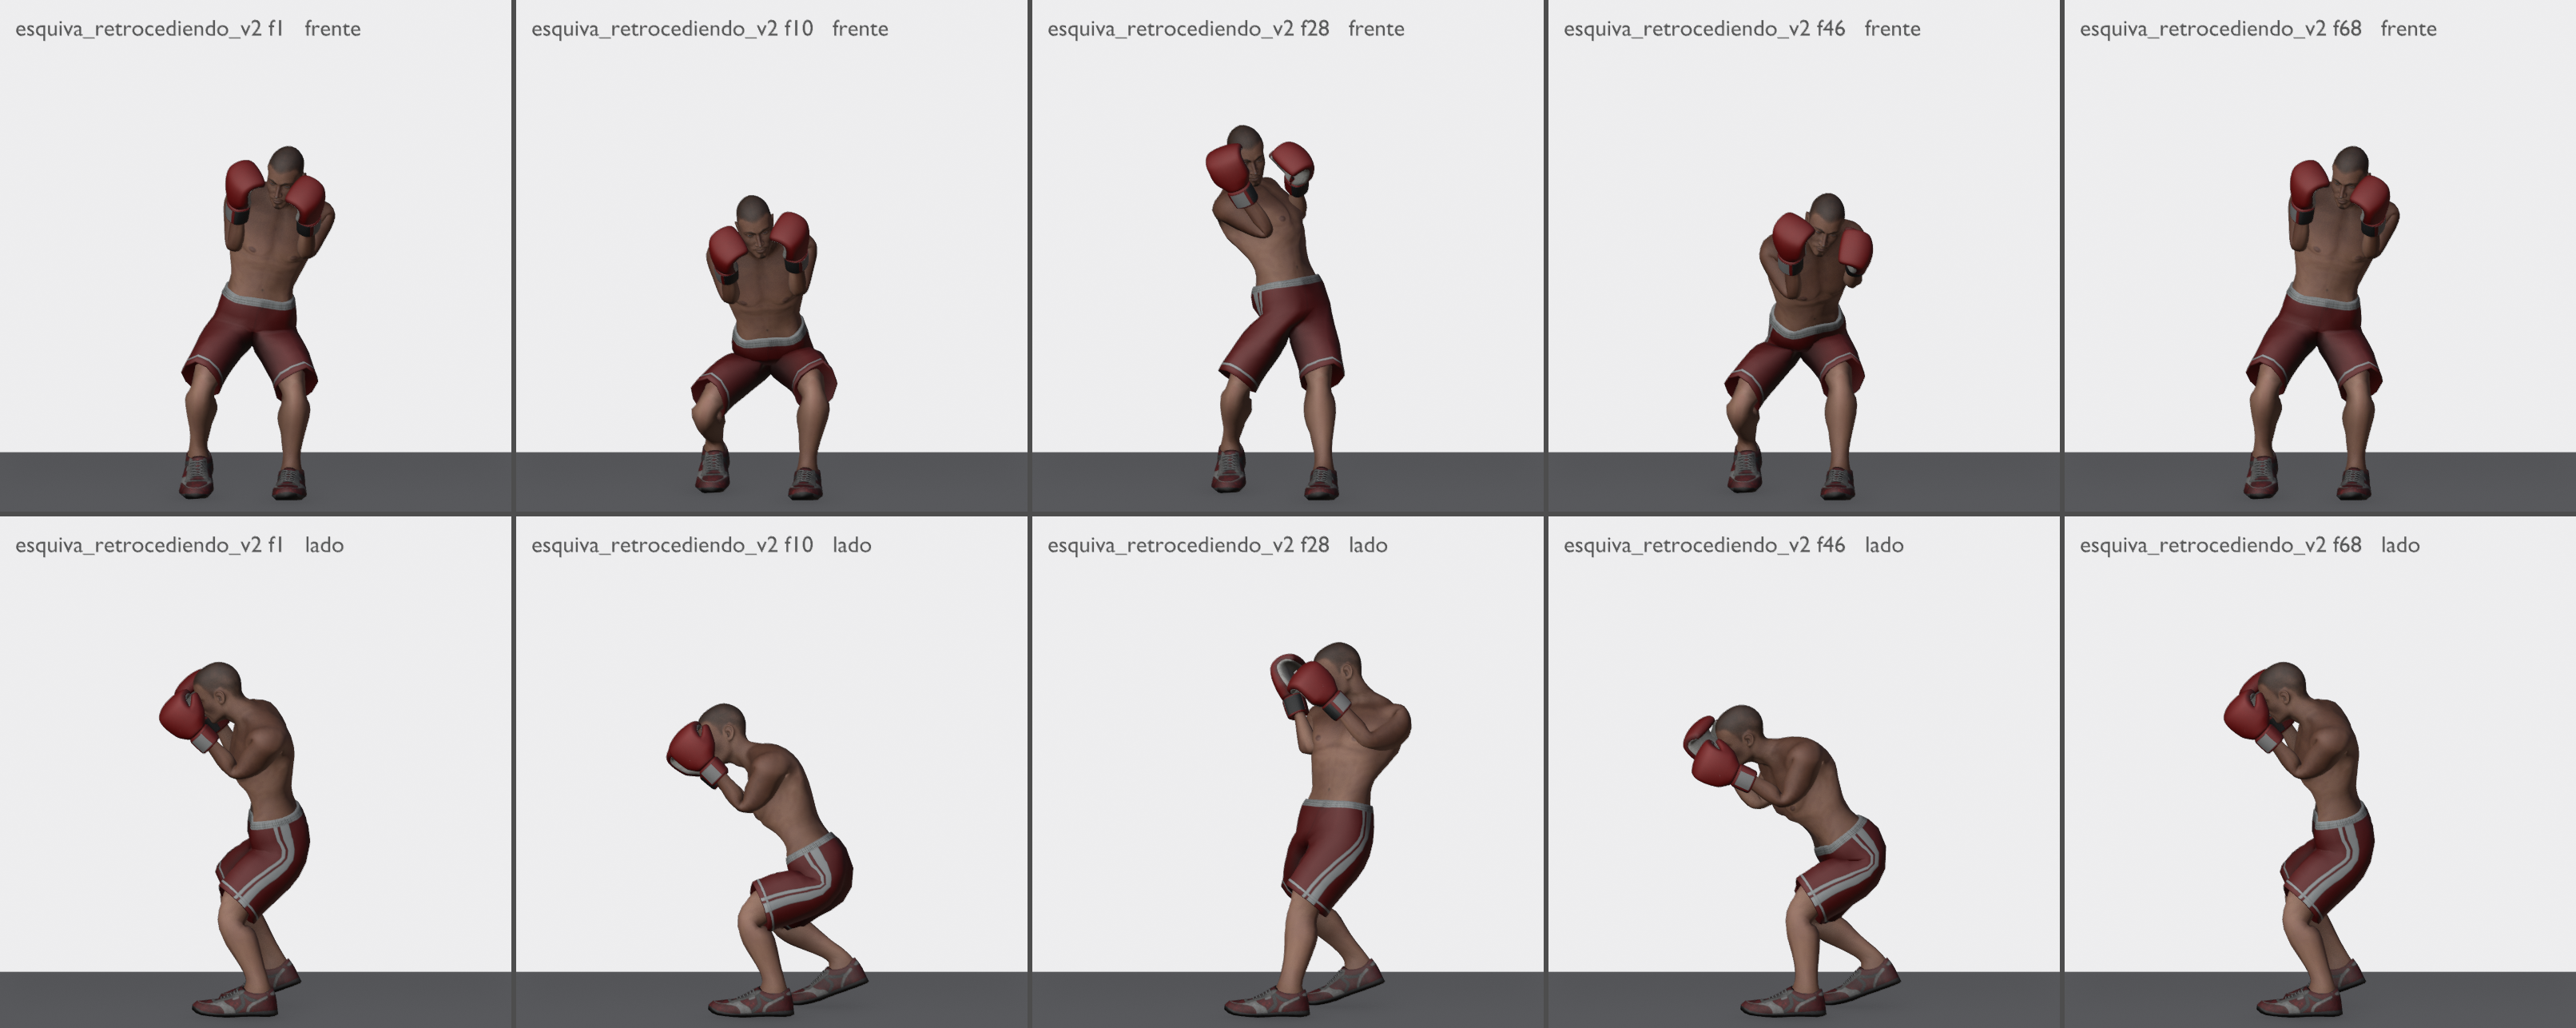 esquiva_retrocediendo_v2 f1 frente
esquiva_retrocediendo_v2 f10 frente
esquiva_retrocediendo_v2 f28 frente
esquiva_retrocediendo_v2 f46 frente
esquiva_retrocediendo_v2 f68 frente
esquiva_retrocediendo_v2 f1 lado
esquiva_retrocediendo_v2 f10 lado
esquiva_retrocediendo_v2 f28 lado
esquiva_retrocediendo_v2 f46 lado
esquiva_retrocediendo_v2 f68 lado